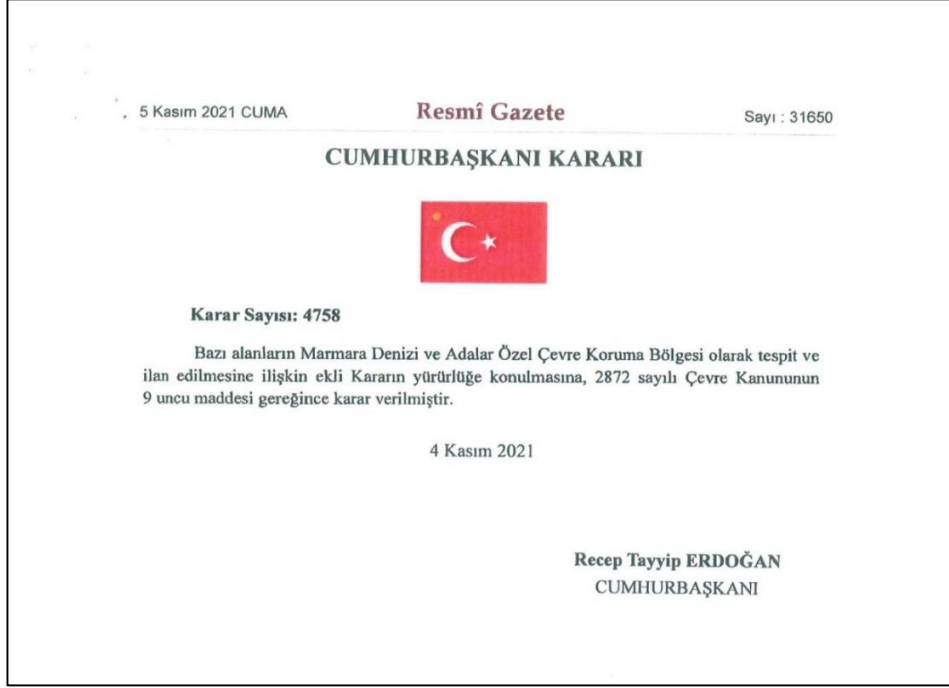 5 Kasım 2021 CUMA Resmî Gazete Sayı : 31650
CUMHURBAŞKANI KARARI
Karar Sayısı: 4758
Bazı alanların Marmara Denizi ve Adalar Özel Çevre Koruma Bölgesi olarak tespit ve
ilan edilmesine ilişkin ekli Kararın yürürlüğe konulmasına, 2872 sayılı Çevre Kanununun
9 uncu maddesi gereğince karar verilmiştir.
4 Kasım 2021
Recep Tayyip ERDOĞAN
CUMHURBAŞKANI